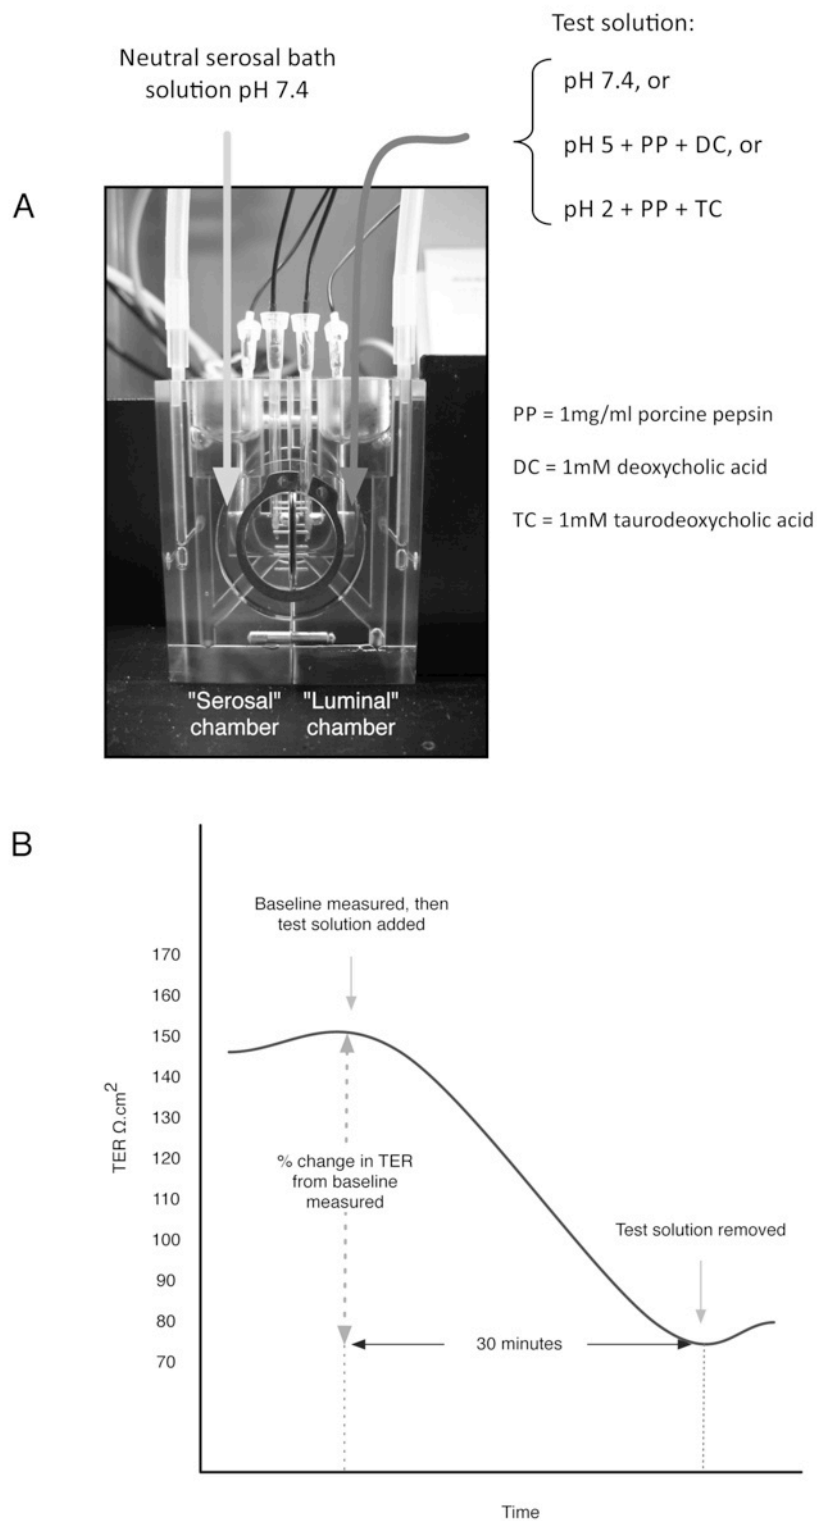 Test solution:
Neutral serosal bath
solution pH 7.4
pH 7.4, or
pH 5 + PP + DC, or
pH 2 + PP + TC
A
PP = 1mg/ml porcine pepsin
DC = 1mM deoxycholic acid
TC = 1mM taurodeoxycholic acid
"Serosal"
chamber
"Luminal"
chamber
B
Baseline measured, then
test solution added
170
160
150
140
130
120
110
100
90
80
70
TER Ω.cm²
% change in TER
from baseline
measured
Test solution removed
30 minutes
Time